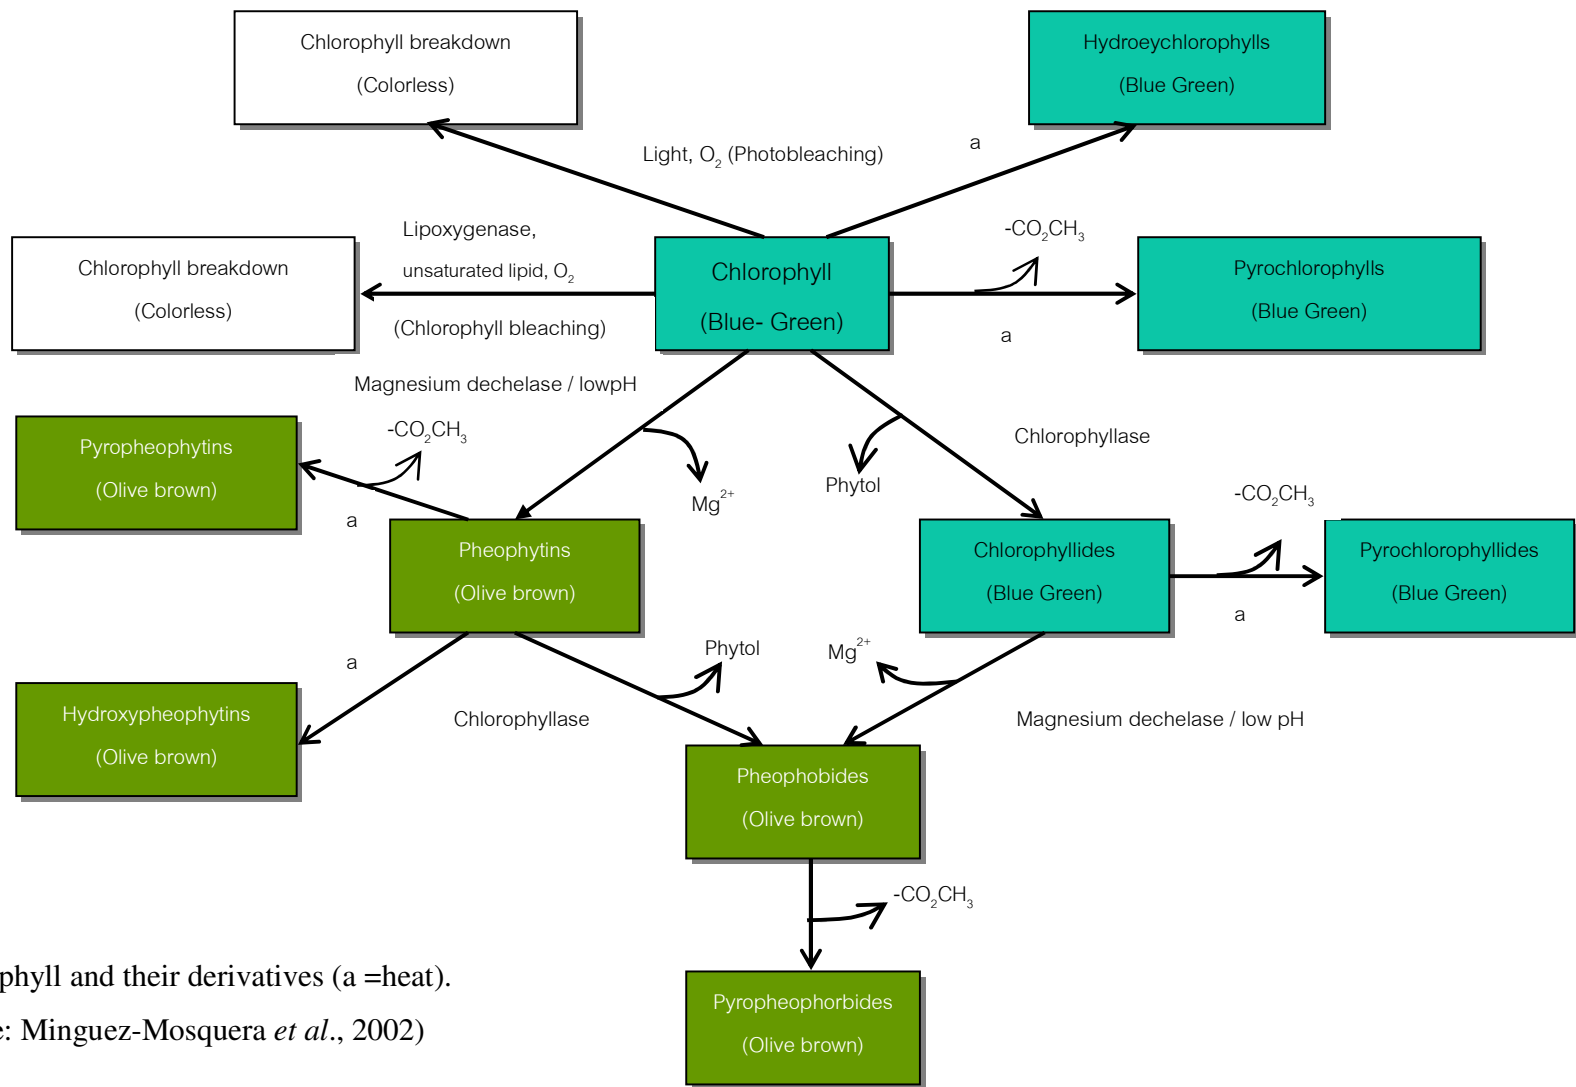 Chlorophyll breakdown
(Colorless)
Hydroeychlorophylls
(Blue Green)
Light, O2 (Photobleaching)
a
Lipoxygenase,
unsaturated lipid, O2
(Chlorophyll bleaching)
Chlorophyll breakdown
(Colorless)
Chlorophyll
(Blue- Green)
-CO2CH3
a
Pyrochlorophylls
(Blue Green)
Magnesium dechelase / lowpH
-CO2CH3
Pyropheophytins
(Olive brown)
a
Mg2+
Phytol
Chlorophyllase
-CO2CH3
Pheophytins
(Olive brown)
Chlorophyllides
(Blue Green)
a
Pyrochlorophyllides
(Blue Green)
a
Phytol
Mg2+
Hydroxypheophytins
(Olive brown)
Chlorophyllase
Magnesium dechelase / low pH
Pheophobides
(Olive brown)
-CO2CH3
phyll and their derivatives (a =heat).
e: Minguez-Mosquera et al., 2002)
Pyropheophorbides
(Olive brown)